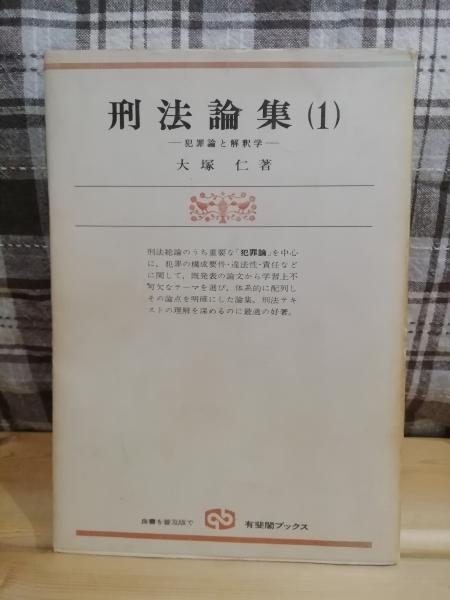 刑法論集(1)
―犯罪論と解釈学―
大塚 仁 著
刑法総論のうち重要な「犯罪論」を中心
に、犯罪の構成要件・違法性・責任など
に関して、既発表の論文から学習上不
可欠なテーマを選び、体系的に配列し
その論点を明確にした論集。刑法テキ
ストの理解を深めるのに最適の好著。
良書を普及版で
有斐閣ブックス